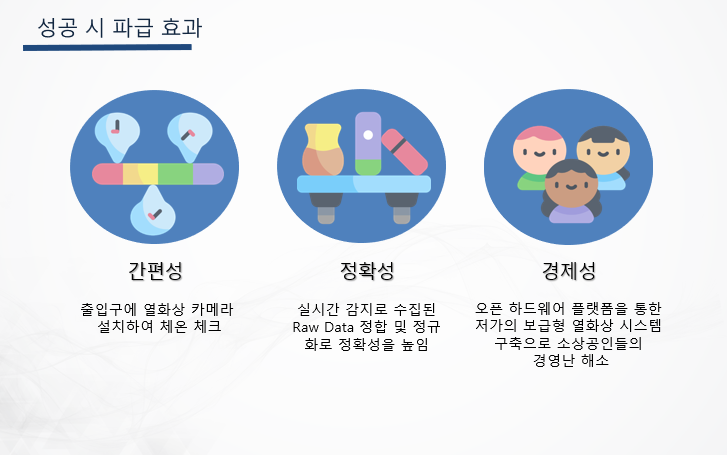 성공 시 파급 효과
간편성
출입구에 열화상 카메라
설치하여 체온 체크
정확성
실시간 감지로 수집된
Raw Data 정합 및 정규
화로 정확성을 높임
경제성
오픈 하드웨어 플랫폼을 통한
저가의 보급형 열화상 시스템
구축으로 소상공인들의
경영난 해소